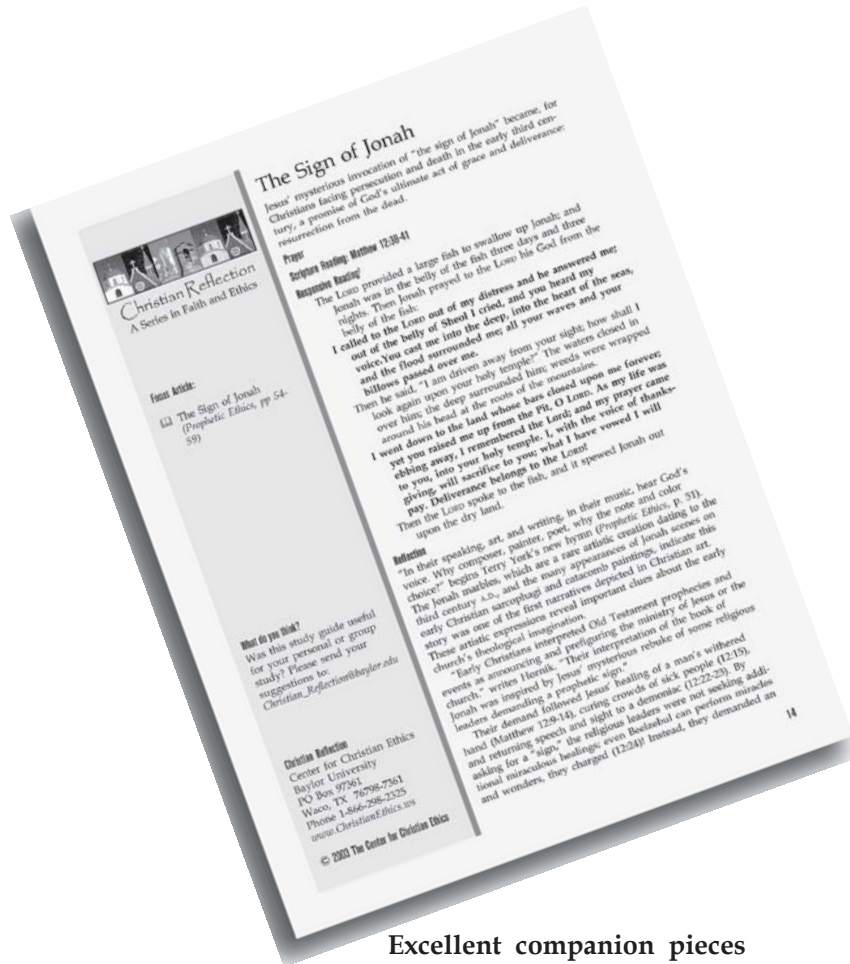 The Sign of Jonah
Jesus' mysterious invocation of "the sign of Jonah" became, for
Christians facing persecution and death in the early third cen-
tury, a promise of God's ultimate act of grace and deliverance:
resurrection from the dead.
Prayer
Scripture Reading: Matthew 12:38-41
Responsive Reading†
The LORD provided a large fish to swallow up Jonah; and
Jonah was in the belly of the fish three days and three
nights. Then Jonah prayed to the LORD his God from the
belly of the fish:
I called to the LORD out of my distress and he answered me;
out of the belly of Sheol I cried, and you heard my
voice.You cast me into the deep, into the heart of the seas,
and the flood surrounded me; all your waves and your
billows passed over me.
Then he said, "I am driven away from your sight; how shall I
look again upon your holy temple?" The waters closed in
over him; the deep surrounded him; weeds were wrapped
around his head at the roots of the mountains.
I went down to the land whose bars closed upon me forever;
yet you raised me up from the Pit, O LORD. As my life was
ebbing away, I remembered the Lord; and my prayer came
to you, into your holy temple. I, with the voice of thanks-
giving, will sacrifice to you; what I have vowed I will
pay. Deliverance belongs to the LORD!
Then the LORD spoke to the fish, and it spewed Jonah out
upon the dry land.
Reflection
"In their speaking, art, and writing, in their music, hear God's
voice. Why composer, painter, poet, why the note and color
choice?" begins Terry York's new hymn (Prophetic Ethics, p. 51).
The Jonah marbles, which are a rare artistic creation dating to the
third century A.D., and the many appearances of Jonah scenes on
early Christian sarcophagi and catacomb paintings, indicate this
story was one of the first narratives depicted in Christian art.
These artistic expressions reveal important clues about the early
church's theological imagination.
"Early Christians interpreted Old Testament prophecies and
events as announcing and prefiguring the ministry of Jesus or the
church," writes Hornik. "Their interpretation of the book of
Jonah was inspired by Jesus' mysterious rebuke of some religious
leaders demanding a prophetic sign."
Their demand followed Jesus' healing of a man's withered
hand (Matthew 12:9-14), curing crowds of sick people (12:15),
and returning speech and sight to a demoniac (12:22-23). By
asking for a "sign," the religious leaders were not seeking addi-
tional miraculous healings; even Beelzebul can perform miracles
and wonders, they charged (12:24)! Instead, they demanded an
14
Christian Reflection
A Series in Faith and Ethics
Focus Article:
The Sign of Jonah
(Prophetic Ethics, pp 54-
59)
What do you think?
Was this study guide useful
for your personal or group
study? Please send your
suggestions to:
Christian_Reflection@baylor.edu
Christian Reflection
Center for Christian Ethics
Baylor University
PO Box 97361
Waco, TX 76798-7361
Phone 1-866-298-2325
www.ChristianEthics.ws
© 2003 The Center for Christian Ethics
Excellent companion pieces